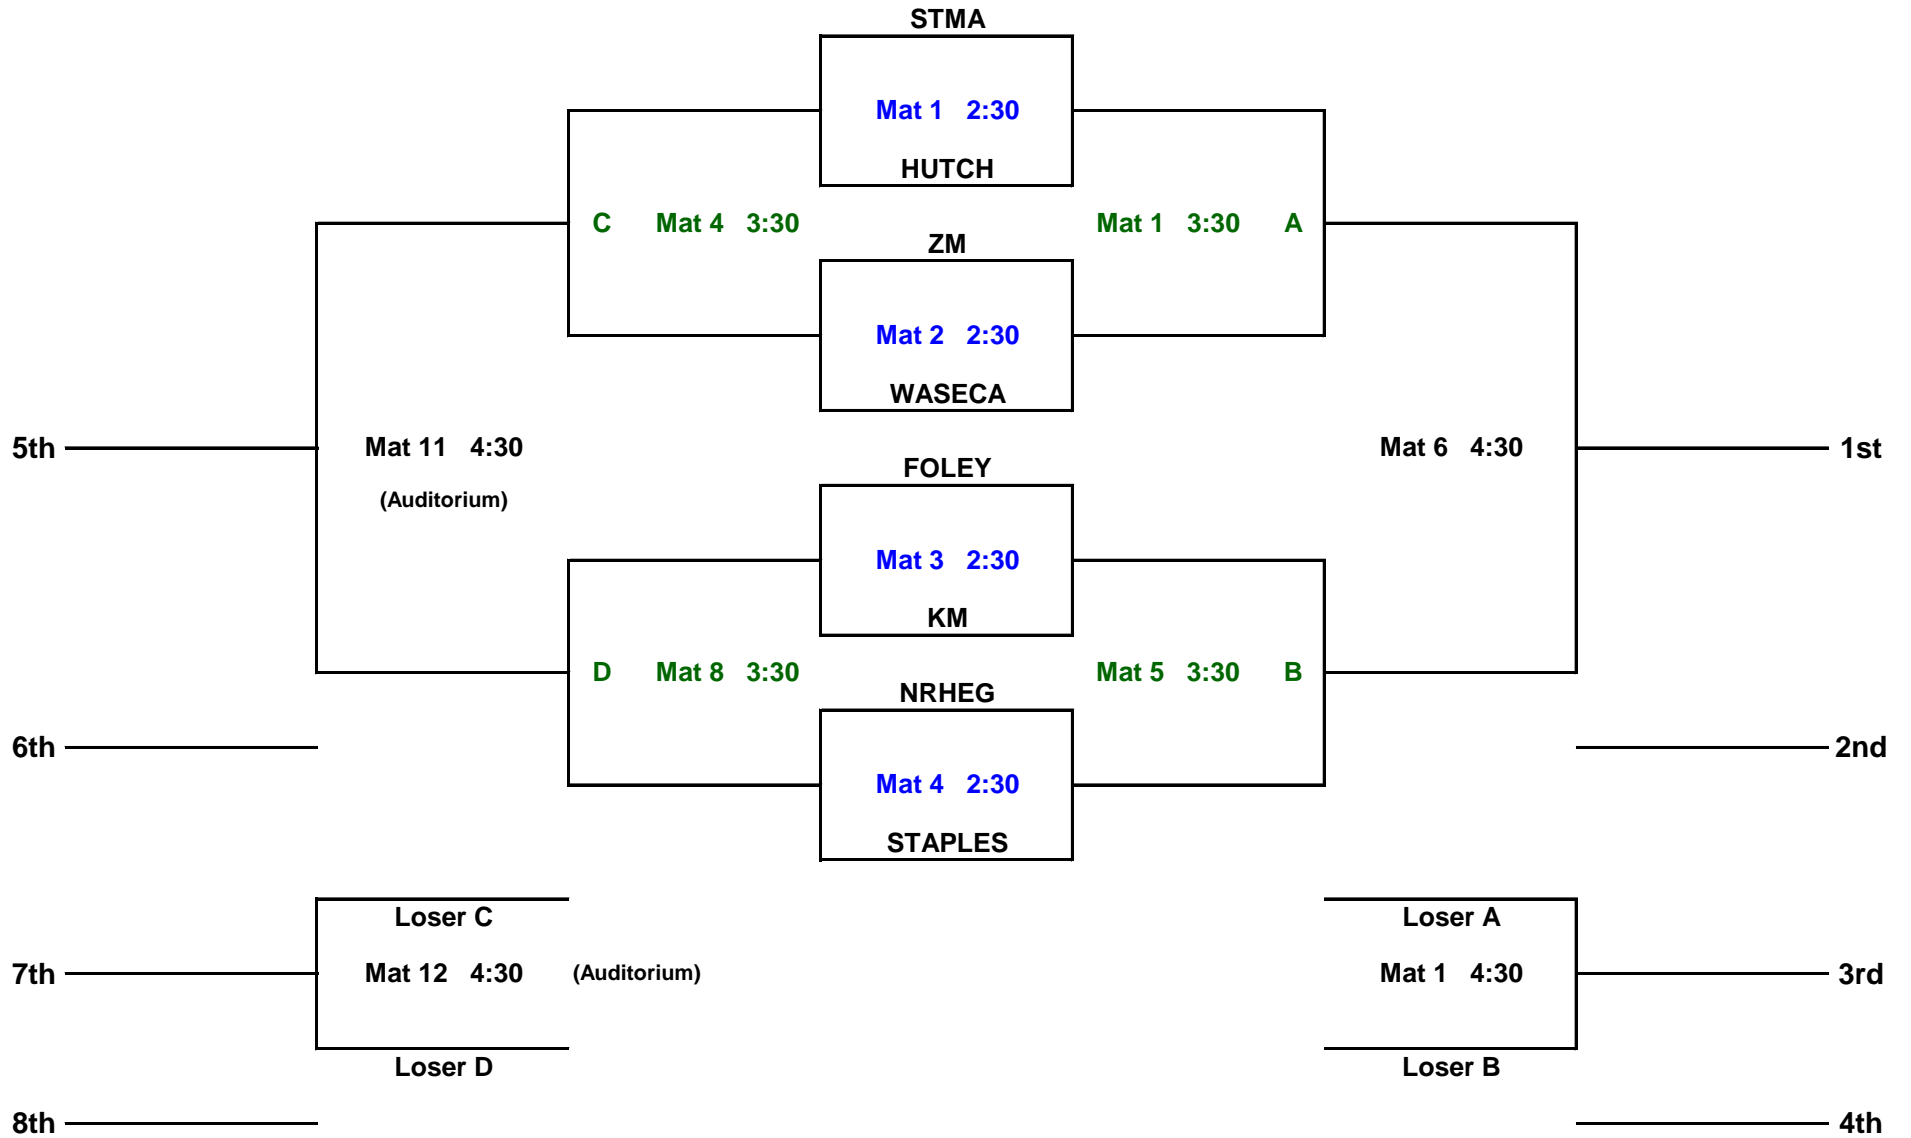 STMA
Mat 1 2:30
HUTCH
C Mat 4 3:30
Mat 1 3:30 A
ZM
Mat 2 2:30
WASECA
5th
Mat 11 4:30
(Auditorium)
Mat 6 4:30
1st
FOLEY
Mat 3 2:30
KM
D Mat 8 3:30
Mat 5 3:30 B
NRHEG
6th
2nd
Mat 4 2:30
STAPLES
Loser C
Loser A
7th
Mat 12 4:30
(Auditorium)
Mat 1 4:30
3rd
Loser D
Loser B
8th
4th